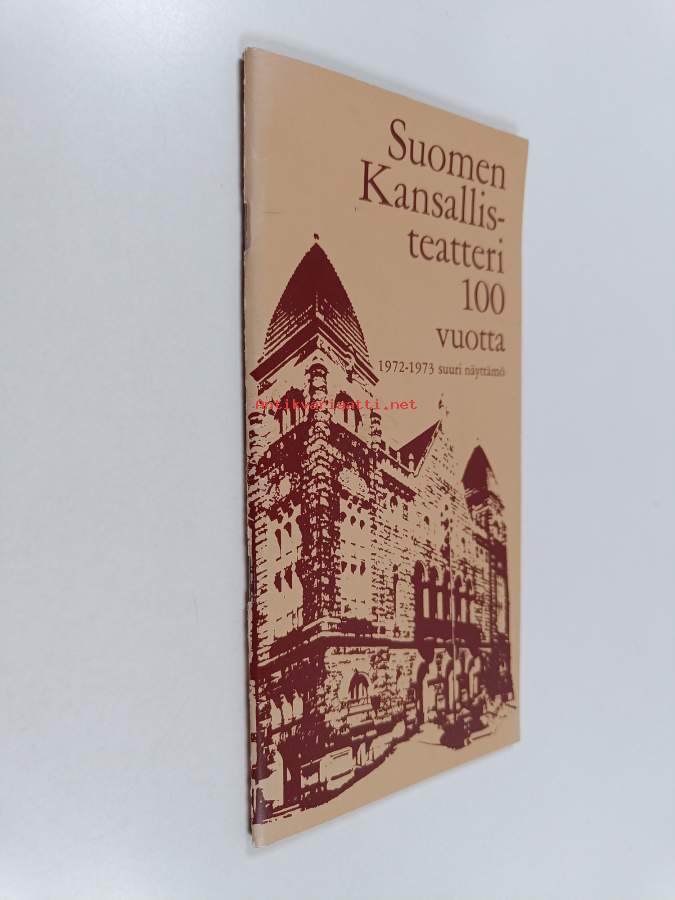 Suomen
Kansallis-
teatteri
100
vuotta
1972-1973 suuri näyttämö
Antikvariaatti.net